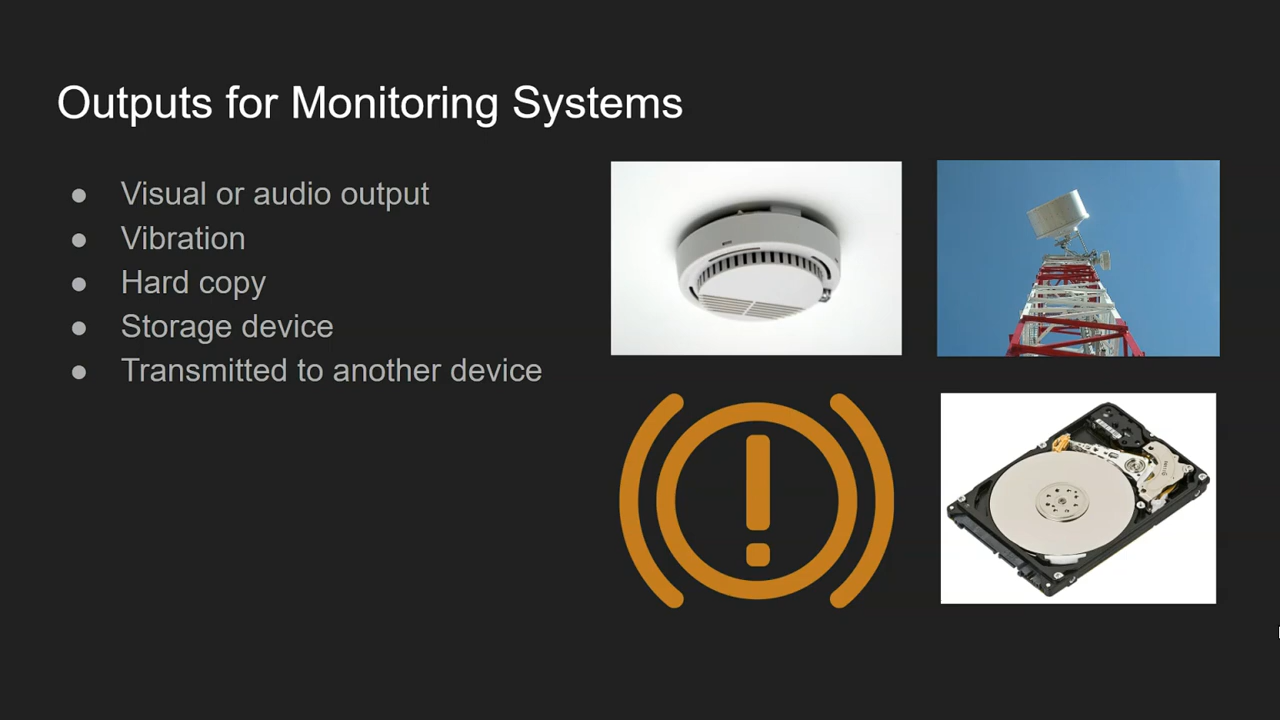 Outputs for Monitoring Systems
● Visual or audio output
● Vibration
● Hard copy
● Storage device
● Transmitted to another device